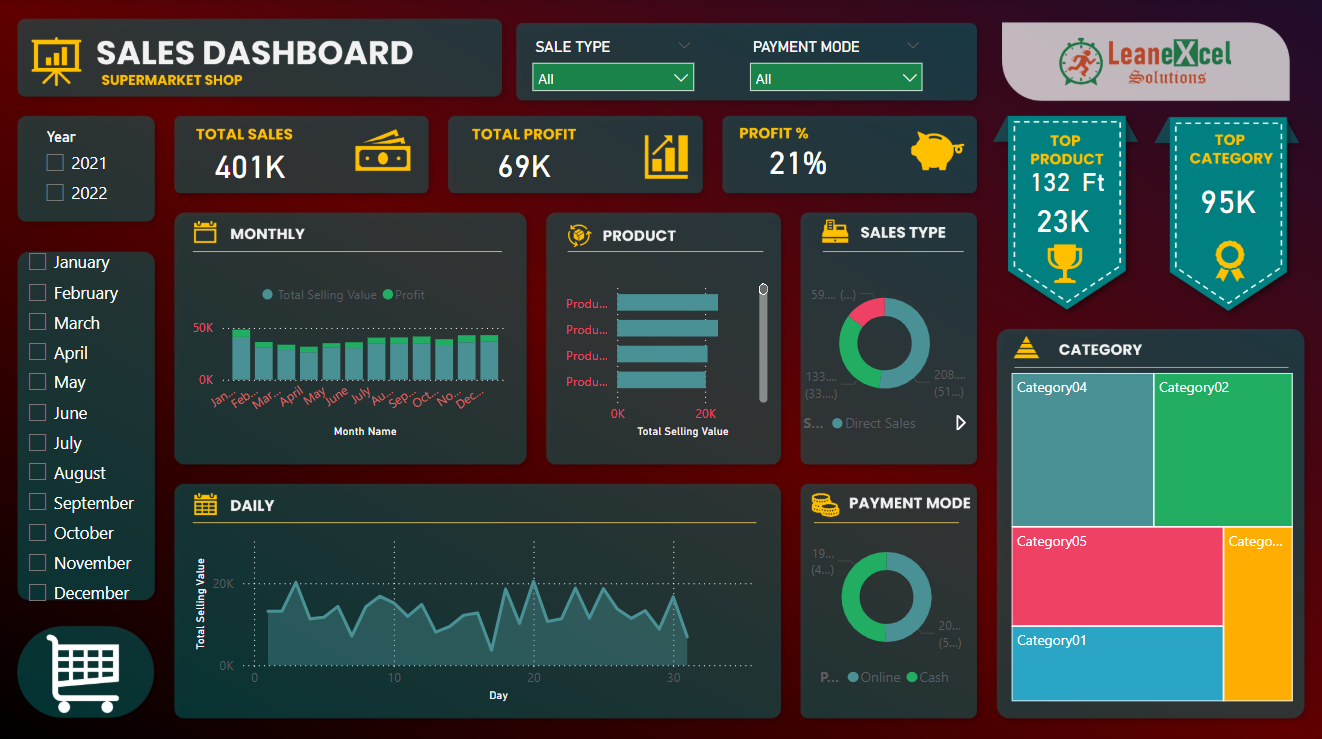 SALES DASHBOARD
SUPERMARKET SHOP
SALE TYPE
All
PAYMENT MODE
All
LeaneXcel
Solutions
Year
2021
2022
TOTAL SALES
401K
TOTAL PROFIT
69K
PROFIT %
21%
TOP
PRODUCT
132 Ft
23K
TOP
CATEGORY
95K
January
February
March
April
May
June
July
August
September
October
November
December
MONTHLY
Total Selling Value Profit
50K
0K
Jan... Feb... Mar... April May June July Au... Sep... Oct... No... Dec...
Month Name
PRODUCT
Produ...
Produ...
Produ...
Produ...
0K 20K
Total Selling Value
SALES TYPE
59.... (...)
133....
(33....)
208....
(51...)
S... Direct Sales
CATEGORY
Category04
Category02
Category05
Catego...
Category01
DAILY
Total Selling Value
20K
0K
0 10 20 30
Day
PAYMENT MODE
19...
(4...)
20...
(5...)
P... Online Cash